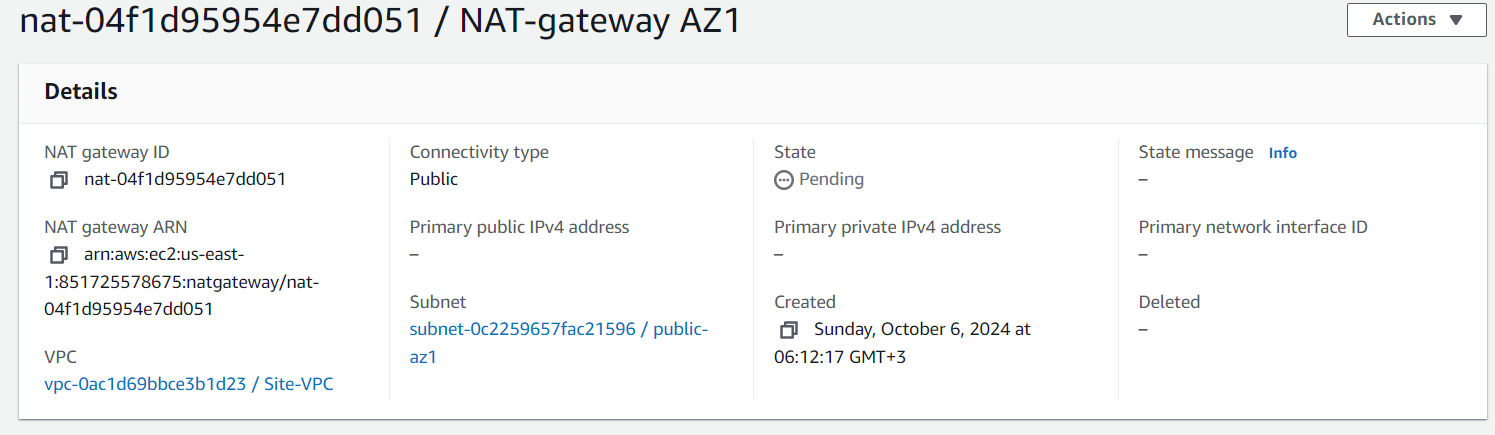 nat-04f1d95954e7dd051 / NAT-gateway AZ1
Actions
Details
NAT gateway ID
nat-04f1d95954e7dd051
NAT gateway ARN
arn:aws:ec2:us-east-
1:851725578675:natgateway/nat-
04f1d95954e7dd051
VPC
vpc-0ac1d69bbce3b1d23 / Site-VPC
Connectivity type
Public
Primary public IPv4 address
–
Subnet
subnet-0c2259657fac21596 / public-
az1
State
Pending
Primary private IPv4 address
–
Created
Sunday, October 6, 2024 at
06:12:17 GMT+3
State message Info
–
Primary network interface ID
–
Deleted
–